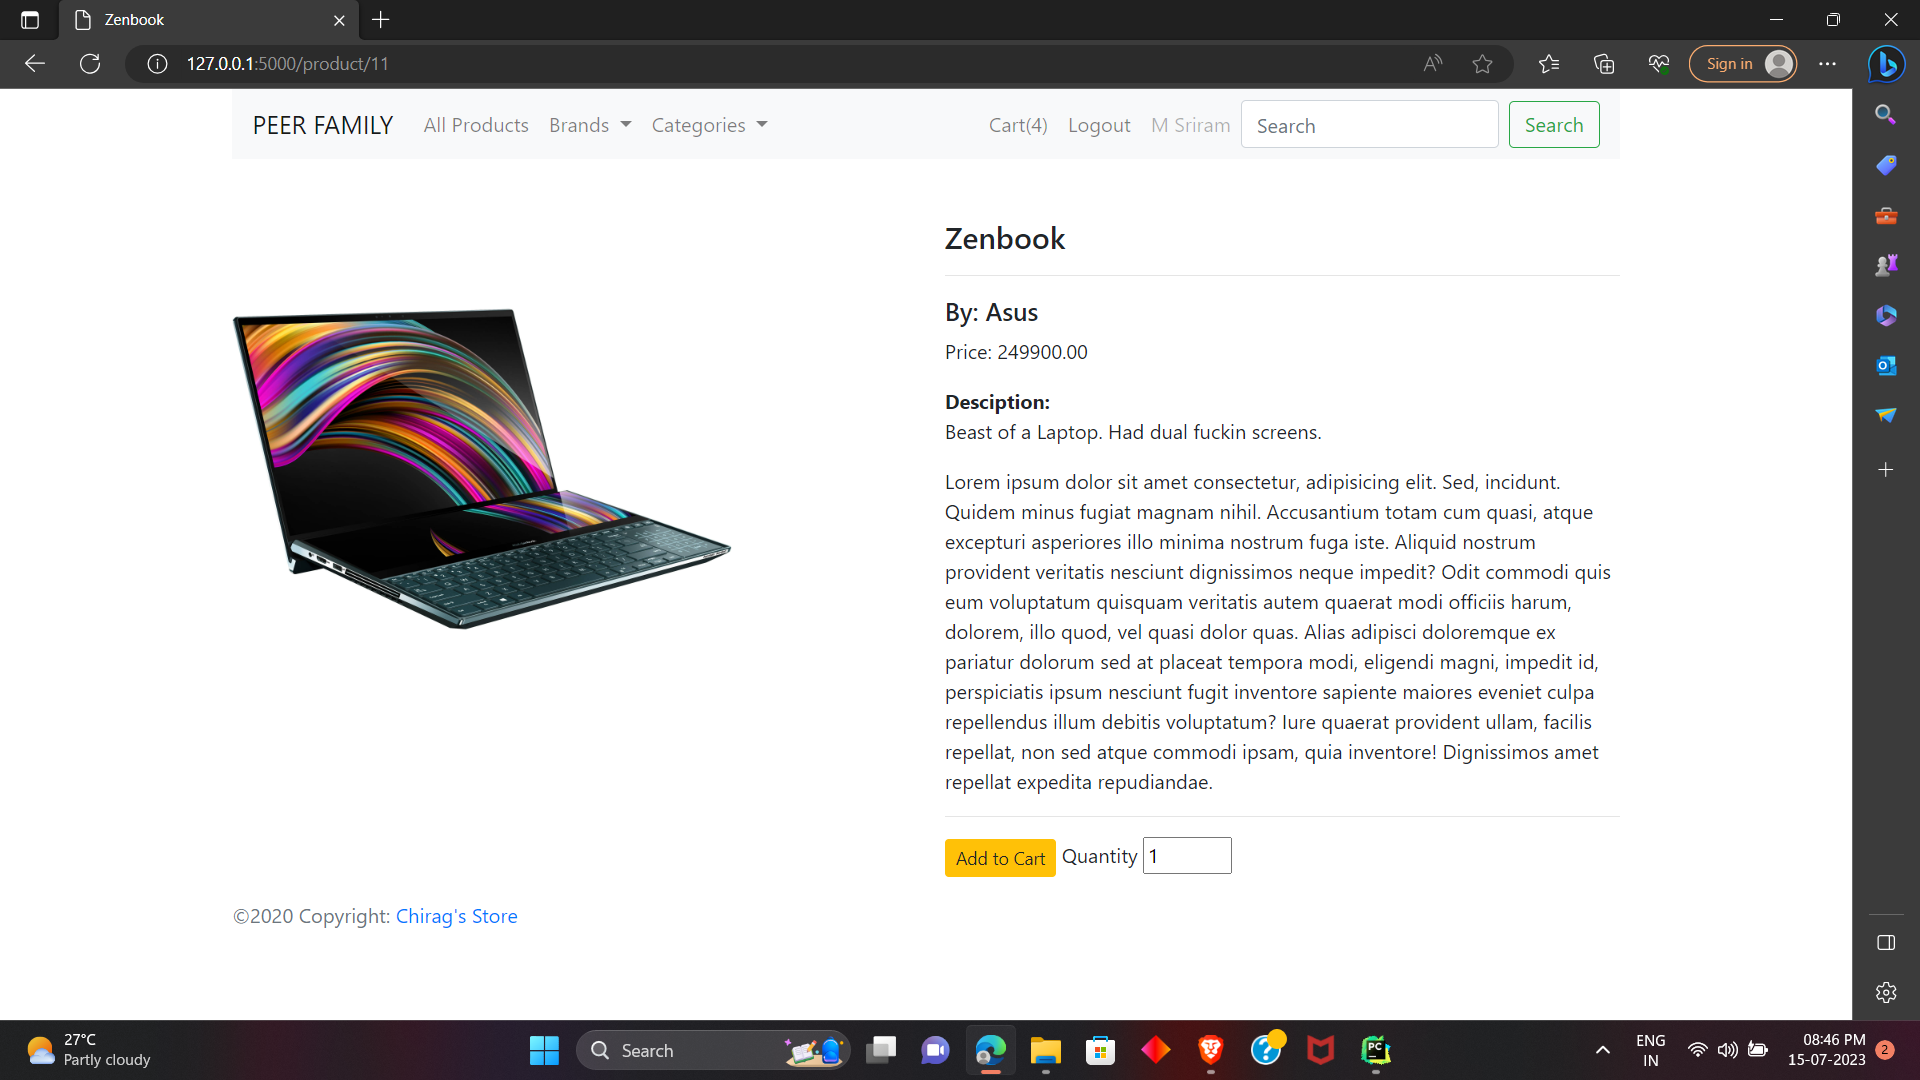 Zenbook
127.0.0.1:5000/product/11
Sign in
PEER FAMILY All Products Brands Categories Cart(4) Logout M Sriram Search Search
Zenbook
By: Asus
Price: 249900.00
Desciption:
Beast of a Laptop. Had dual fuckin screens.
Lorem ipsum dolor sit amet consectetur, adipisicing elit. Sed, incidunt.
Quidem minus fugiat magnam nihil. Accusantium totam cum quasi, atque
excepturi asperiores illo minima nostrum fuga iste. Aliquid nostrum
provident veritatis nesciunt dignissimos neque impedit? Odit commodi quis
eum voluptatum quisquam veritatis autem quaerat modi officiis harum,
dolorem, illo quod, vel quasi dolor quas. Alias adipisci doloremque ex
pariatur dolorum sed at placeat tempora modi, eligendi magni, impedit id,
perspiciatis ipsum nesciunt fugit inventore sapiente maiores eveniet culpa
repellendus illum debitis voluptatum? Iure quaerat provident ullam, facilis
repellat, non sed atque commodi ipsam, quia inventore! Dignissimos amet
repellat expedita repudiandae.
Add to Cart Quantity 1
©2020 Copyright: Chirag's Store
27°C
Partly cloudy
Search
PC
ENG
IN
08:46 PM
15-07-2023
2